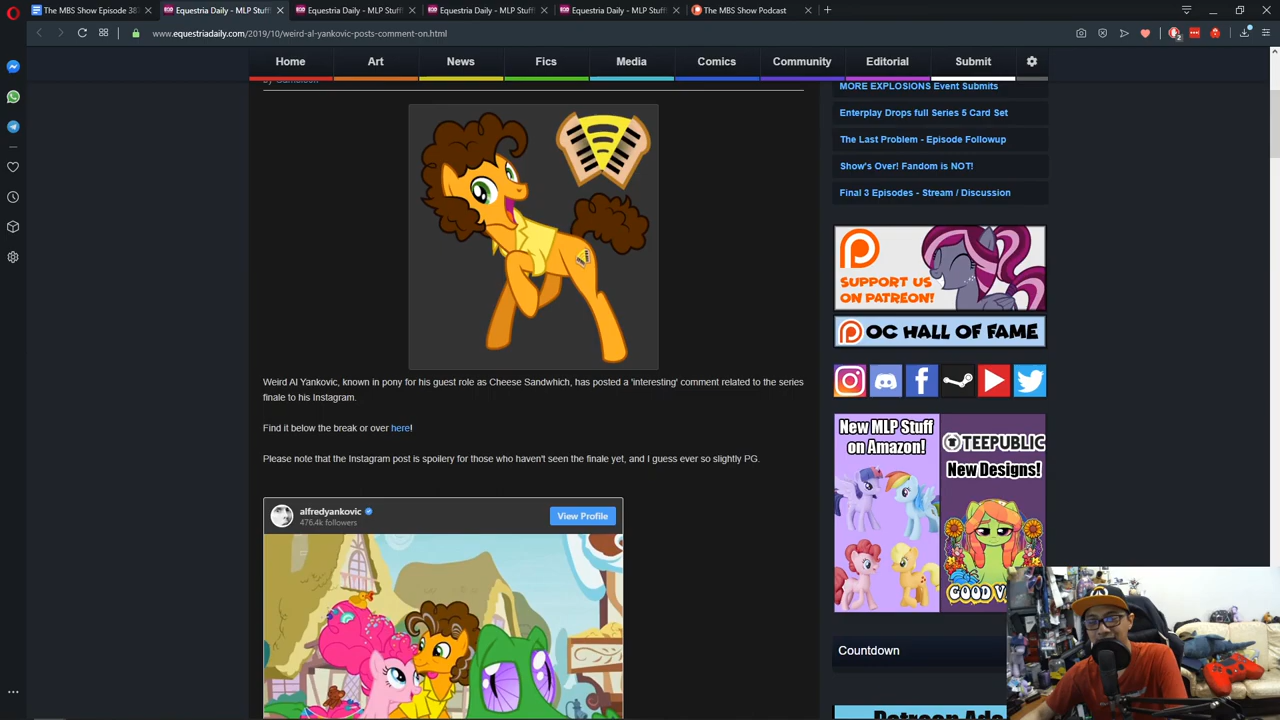 The MBS Show Episode 38
Equestria Daily - MLP Stuff
Equestria Daily - MLP Stuff
Equestria Daily - MLP Stuff
Equestria Daily - MLP Stuff
The MBS Show Podcast
www.equestriadaily.com/2019/10/weird-al-yankovic-posts-comment-on.html
2
Home
Art
News
Fics
Media
Comics
Community
Editorial
Submit
MORE EXPLOSIONS Event Submits
Enterplay Drops full Series 5 Card Set
The Last Problem - Episode Followup
Show's Over! Fandom is NOT!
Final 3 Episodes - Stream / Discussion
SUPPORT US
ON PATREON!
OC HALL OF FAME
Weird Al Yankovic, known in pony for his guest role as Cheese Sandwhich, has posted a 'interesting' comment related to the series
finale to his Instagram.
Find it below the break or over here!
Please note that the Instagram post is spoilery for those who haven't seen the finale yet, and I guess ever so slightly PG.
New MLP Stuff
on Amazon!
TEEPUBLIC
New Designs!
GOOD V
alfredyankovic
476.4k followers
View Profile
Countdown
Patreon Ads